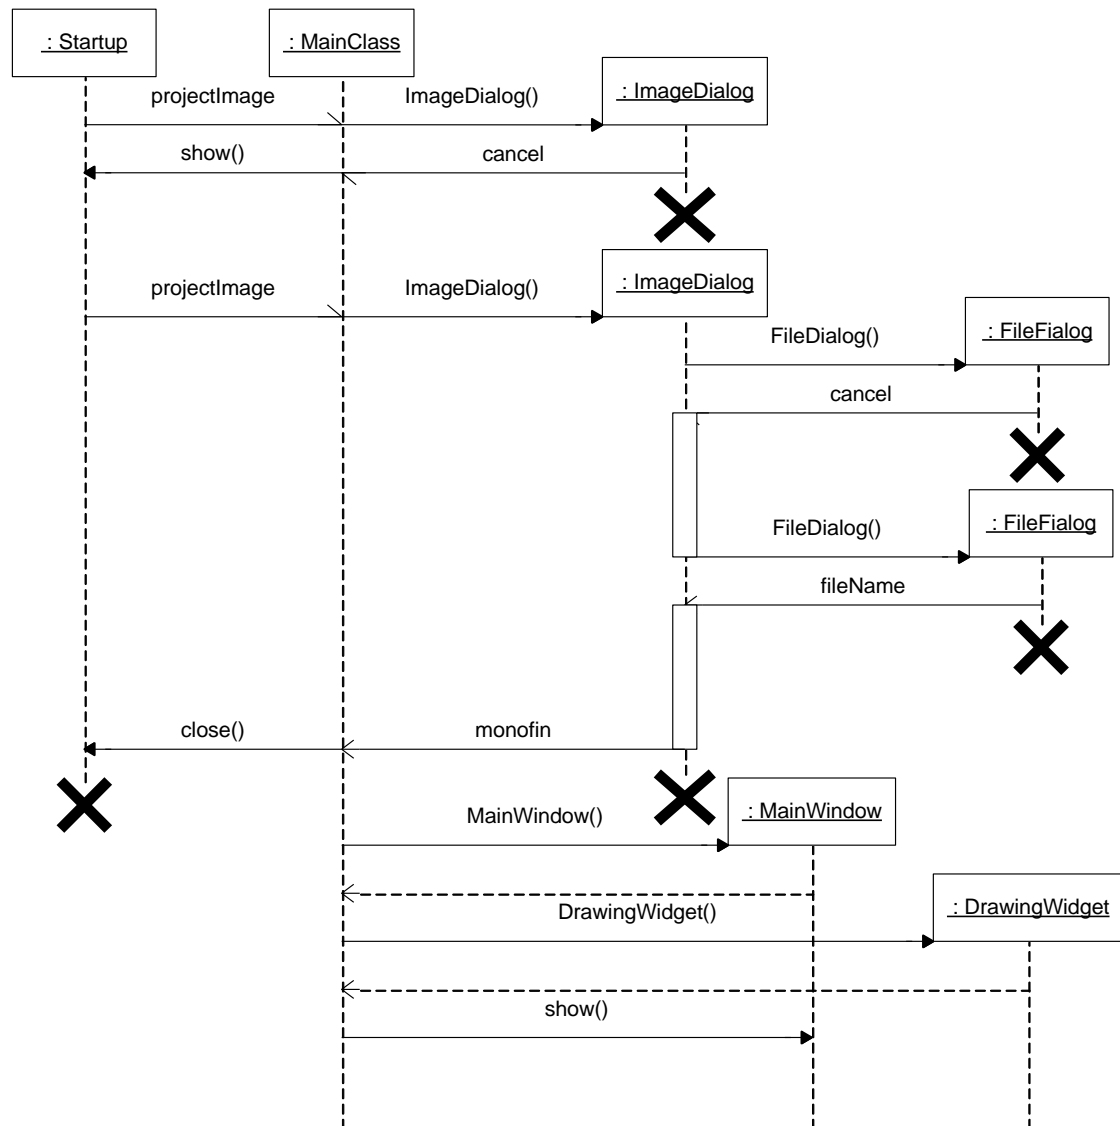 : Startup
: MainClass
: ImageDialog
projectImage
ImageDialog()
show()
cancel
: ImageDialog
projectImage
ImageDialog()
: FileFialog
FileDialog()
cancel
: FileFialog
FileDialog()
fileName
close()
monofin
: MainWindow
MainWindow()
: DrawingWidget
DrawingWidget()
show()